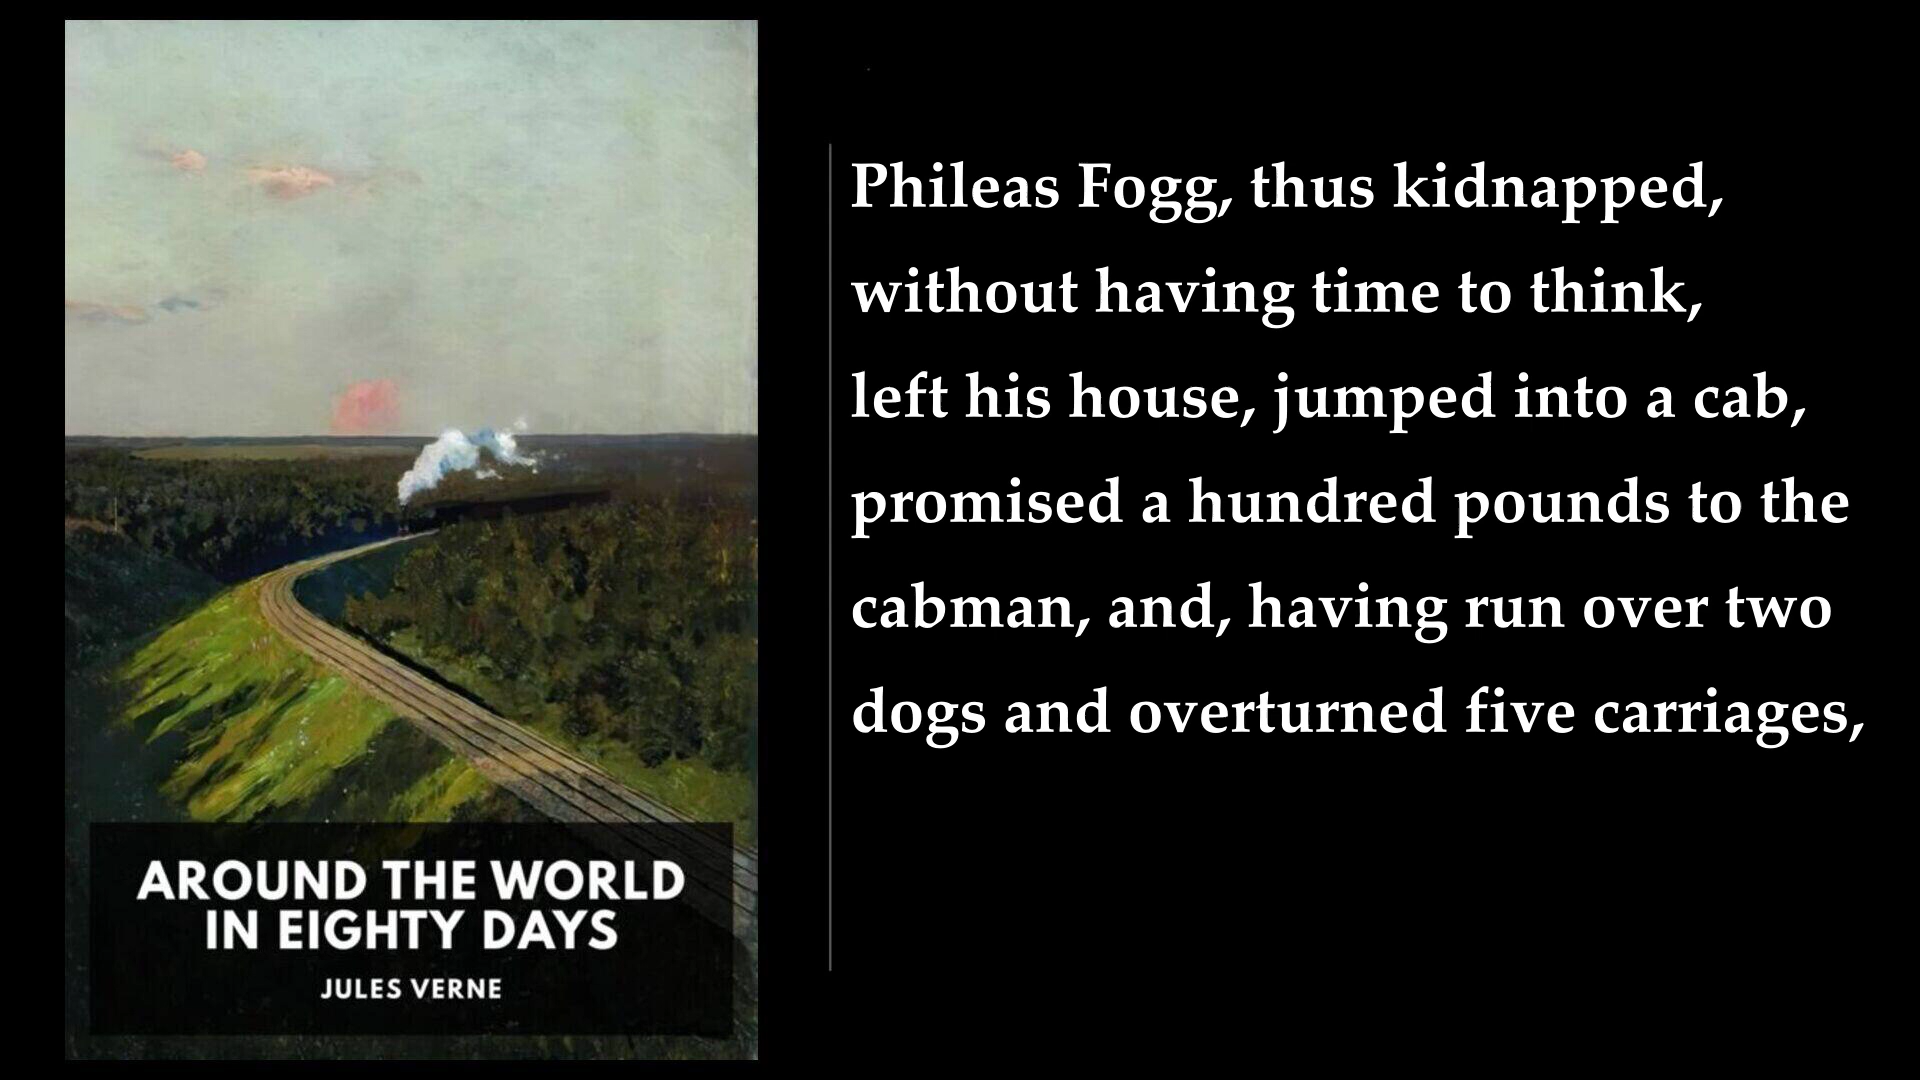 Phileas Fogg, thus kidnapped,
without having time to think,
left his house, jumped into a cab,
promised a hundred pounds to the
cabman, and, having run over two
dogs and overturned five carriages,
AROUND THE WORLD
IN EIGHTY DAYS
JULES VERNE